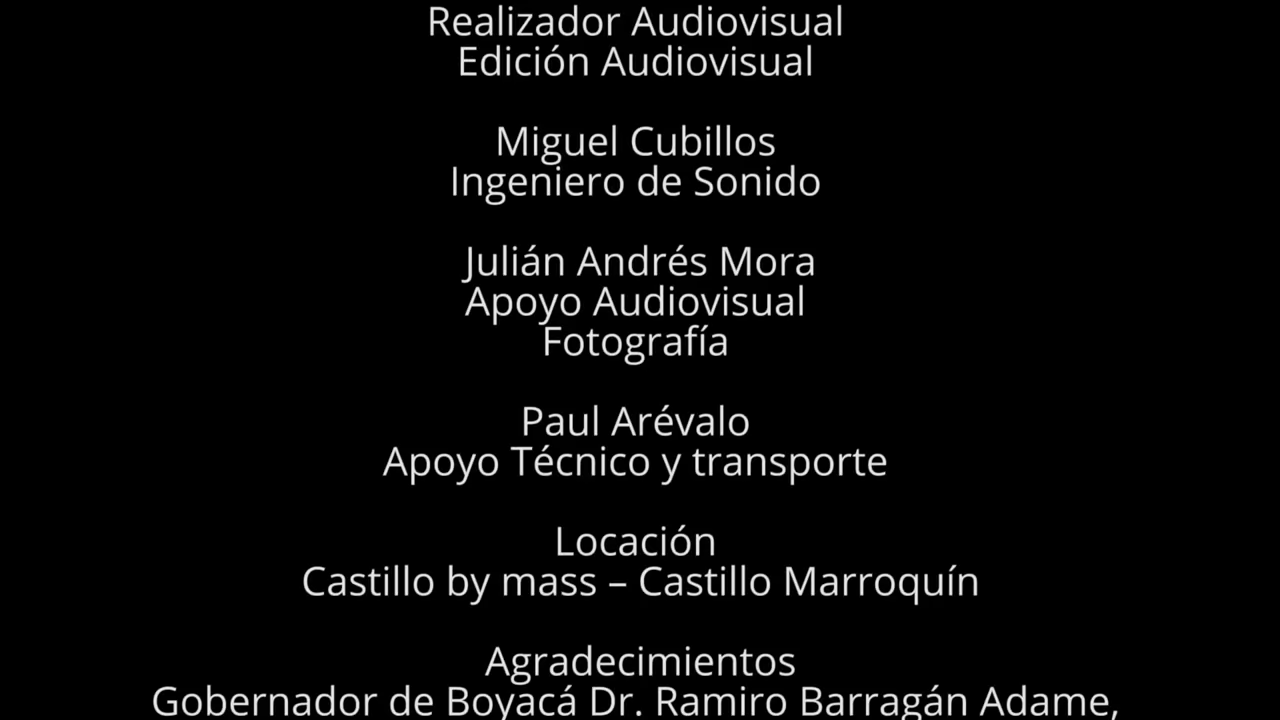 Realizador Audiovisual
Edición Audiovisual
Miguel Cubillos
Ingeniero de Sonido
Julián Andrés Mora
Apoyo Audiovisual
Fotografía
Paul Arévalo
Apoyo Técnico y transporte
Locación
Castillo by mass – Castillo Marroquín
Agradecimientos
Gobernador de Boyacá Dr. Ramiro Barragán Adame,